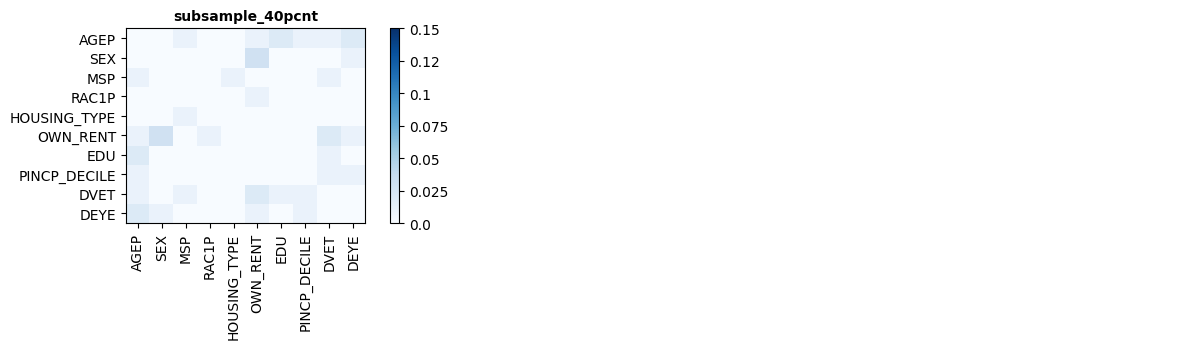 subsample_40pcnt
AGEP
SEX
MSP
RAC1P
HOUSING_TYPE
OWN_RENT
EDU
PINCP_DECILE
DVET
DEYE
AGEP
SEX
MSP
RAC1P
HOUSING_TYPE
OWN_RENT
EDU
PINCP_DECILE
DVET
DEYE
0.15
0.125
0.1
0.075
0.05
0.025
0.0